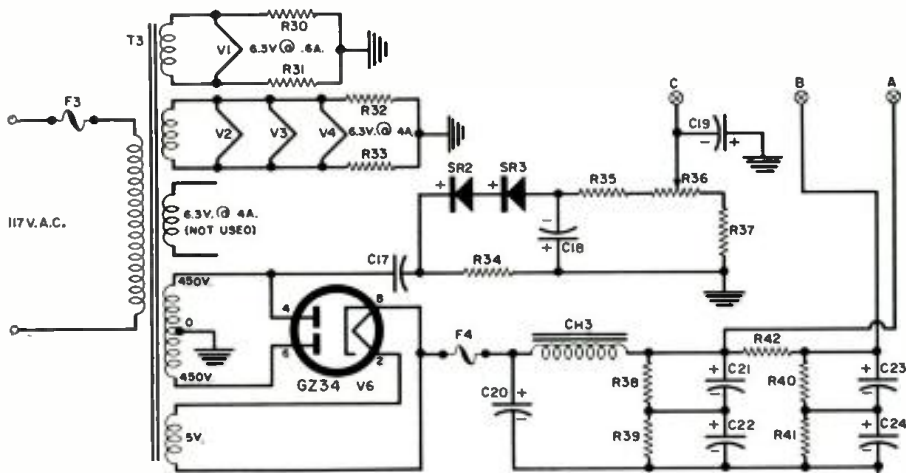 T3
R30
V1
6.3V @ .6A.
R31
F3
R32
V2
V3
V4
6.3V. @ 4A.
R33
C
B
A
C19
- +
SR2
SR3
+
+
R35
R36
117 V. A.C.
6.3V. @ 4A.
(NOT USED)
-
+
C18
R37
C17
R34
450V.
0
450V.
4
8
6
2
GZ34
V6
F4
CH3
R42
R38
+
-
C21
R40
+
-
C23
C20
+
-
R39
+
-
C22
R41
+
-
C24
5V.